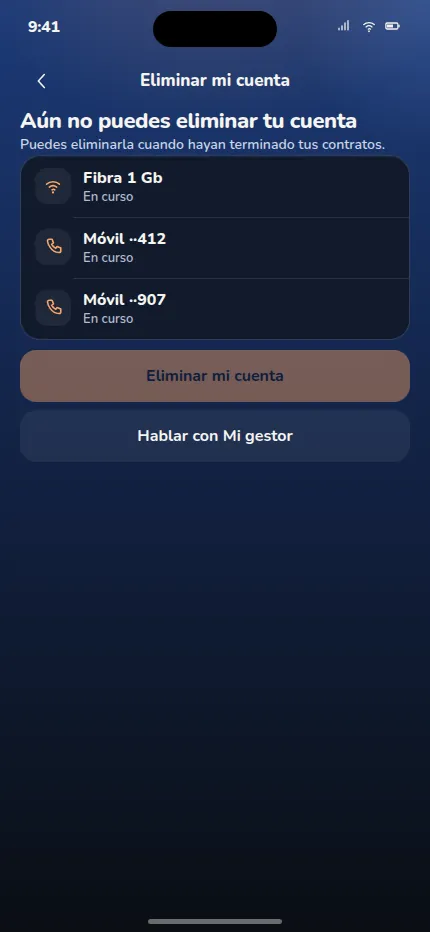 9:41
Eliminar mi cuenta
Aún no puedes eliminar tu cuenta
Puedes eliminarla cuando hayan terminado tus contratos.
Fibra 1 Gb
En curso
Móvil ··412
En curso
Móvil ··907
En curso
Eliminar mi cuenta
Hablar con Mi gestor